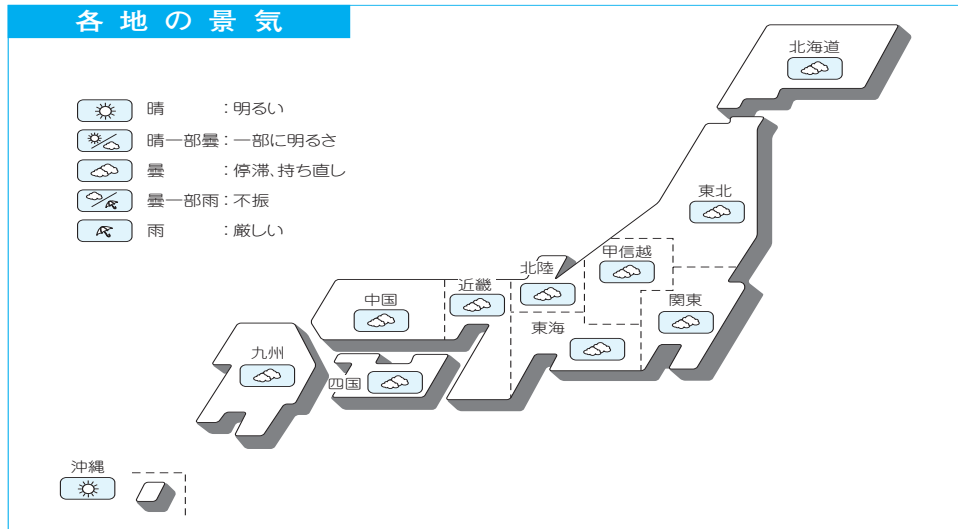 各地の景気
北海道
晴 :明るい
晴一部曇:一部に明るさ
曇 :停滞、持ち直し
曇一部雨:不振
雨 :厳しい
東北
甲信越
北陸
近畿
中国
関東
東海
九州
四国
沖縄